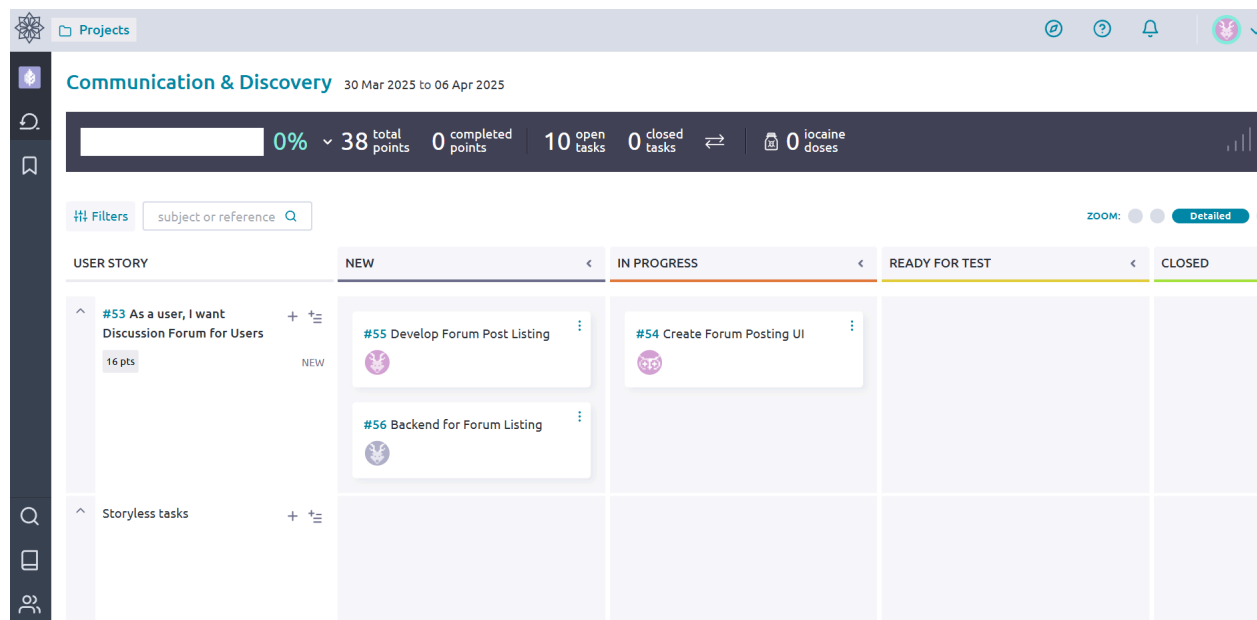 Projects
Communication & Discovery 30 Mar 2025 to 06 Apr 2025
0% 38 total points 0 completed points 10 open tasks 0 closed tasks 0 iocaine doses
Filters subject or reference ZOOM: Detailed
USER STORY NEW IN PROGRESS READY FOR TEST CLOSED
#53 As a user, I want
Discussion Forum for Users
16 pts NEW
#55 Develop Forum Post Listing
#56 Backend for Forum Listing
#54 Create Forum Posting UI
Storyless tasks